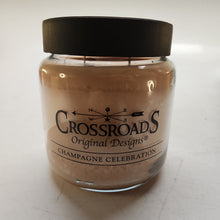 CROSSROADS
Original Designs®
CHAMPAGNE CELEBRATION